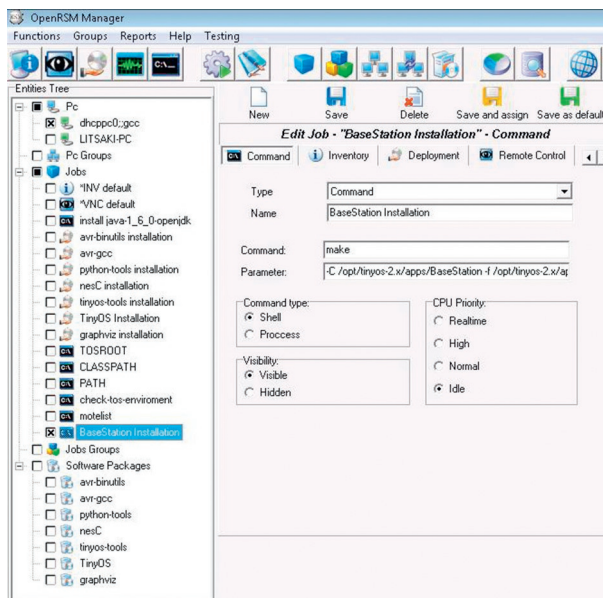 OpenRSM Manager
Functions Groups Reports Help Testing
C:\_
Entities Tree
Pc
dhcppc0;;gcc
LITSAKI-PC
Pc Groups
Jobs
*INV default
*VNC default
install java-1_6_0-openjdk
avr-binutils installation
avr-gcc
python-tools installation
nesC installation
tinyos-tools installation
TinyOS Installation
graphviz installation
TOSROOT
CLASSPATH
PATH
check-tos-enviroment
motelist
BaseStation Installation
Jobs Groups
Software Packages
avr-binutils
avr-gcc
python-tools
nesC
tinyos-tools
TinyOS
graphviz
New Save Delete Save and assign Save as default
Edit Job - "BaseStation Installation" - Command
Command Inventory Deployment Remote Control
Type Command
Name BaseStation Installation
Command: make
Parameter: -C /opt/tinyos-2.x/apps/BaseStation -f /opt/tinyos-2.x/ap
Command type:
Shell
Proccess
Visibility:
Visible
Hidden
CPU Priority:
Realtime
High
Normal
Idle